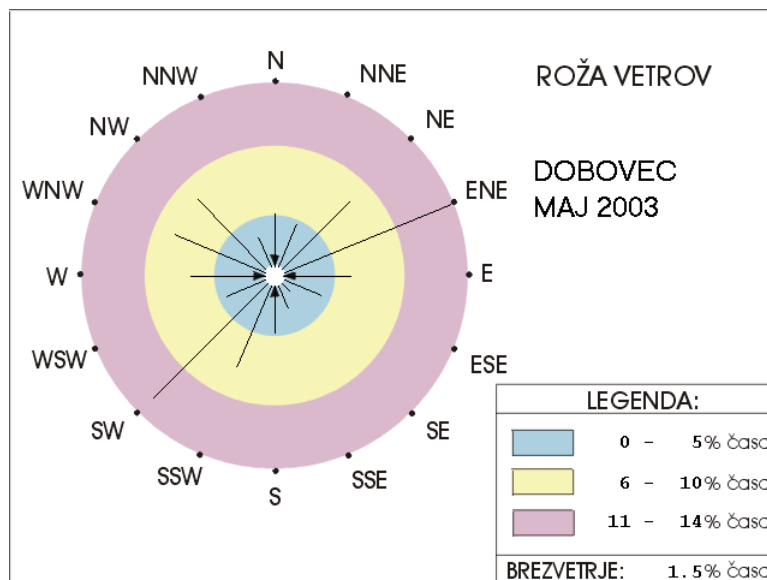 ROŽA VETROV
DOBOVEC
MAJ 2003
N
NNE
NE
ENE
E
ESE
SE
SSE
S
SSW
SW
WSW
W
WNW
NW
NNW
LEGENDA:
0 - 5% časa
6 - 10% časa
11 - 14% časa
BREZVETRJE: 1.5% časa